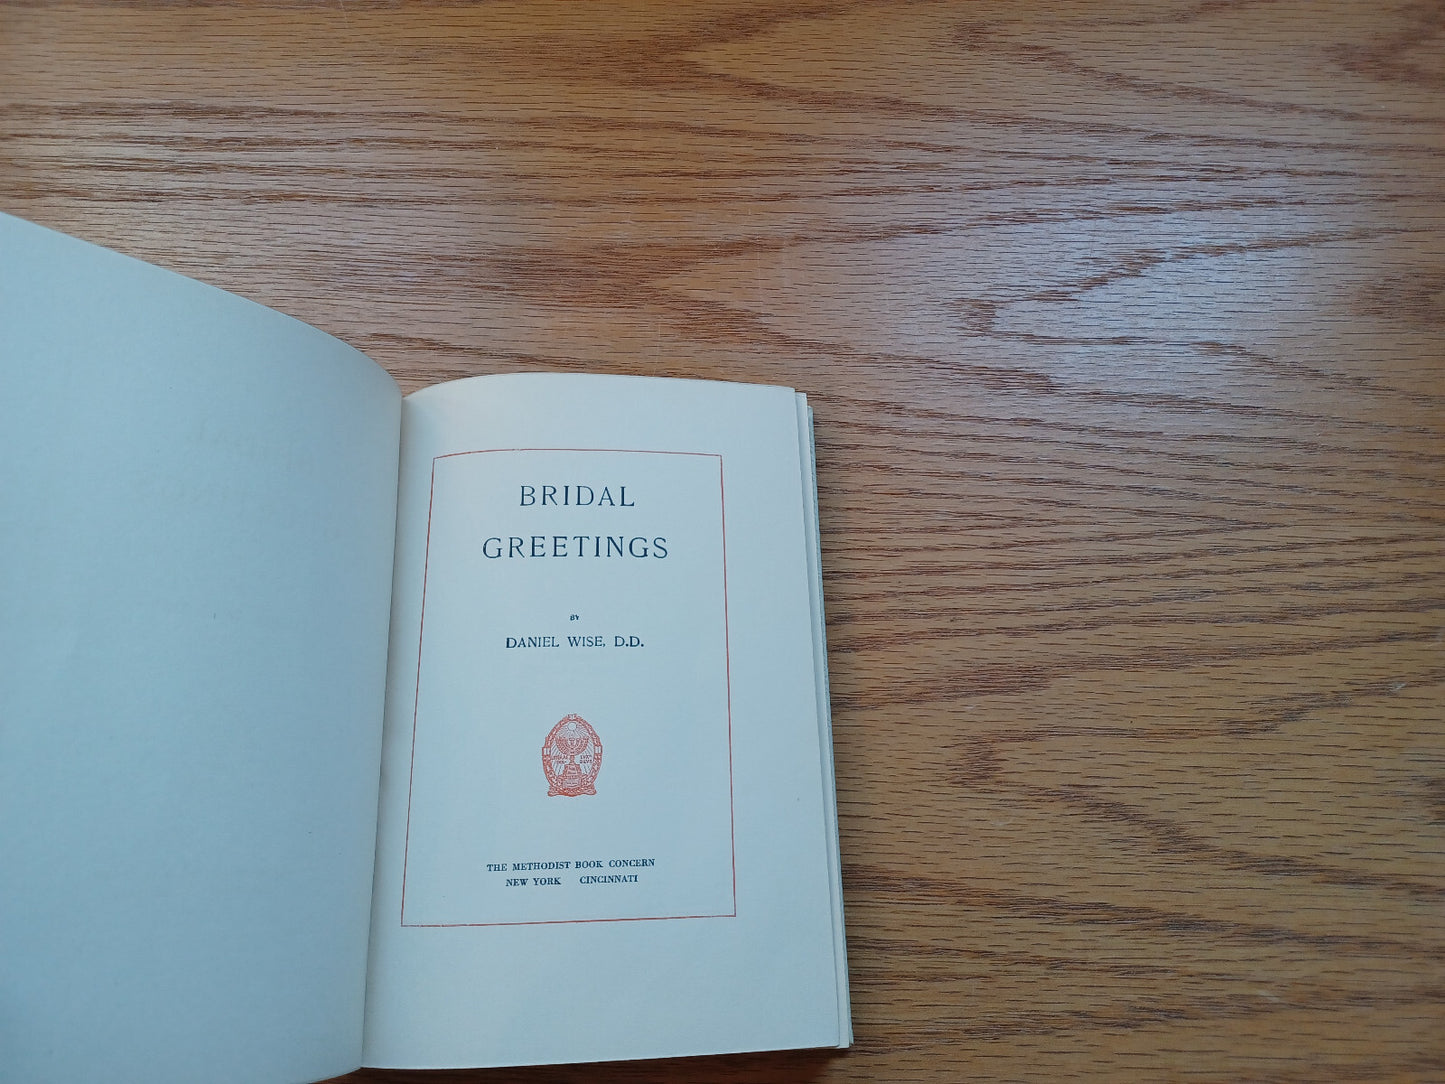 BRIDAL
GREETINGS
BY
DANIEL WISE, D.D.
THE METHODIST BOOK CONCERN
NEW YORK CINCINNATI